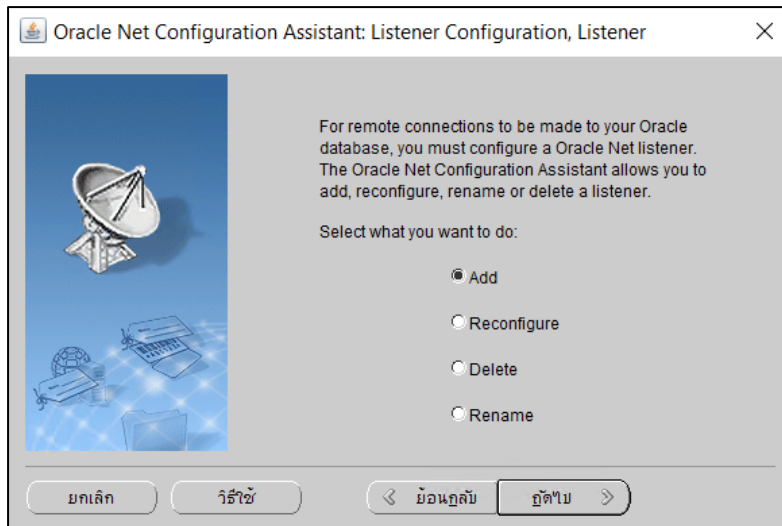 Oracle Net Configuration Assistant: Listener Configuration, Listener
For remote connections to be made to your Oracle
database, you must configure a Oracle Net listener.
The Oracle Net Configuration Assistant allows you to
add, reconfigure, rename or delete a listener.
Select what you want to do:
Add
Reconfigure
Delete
Rename
ยกเลิก วิธีใช้ ย้อนกลับ ถัดไป